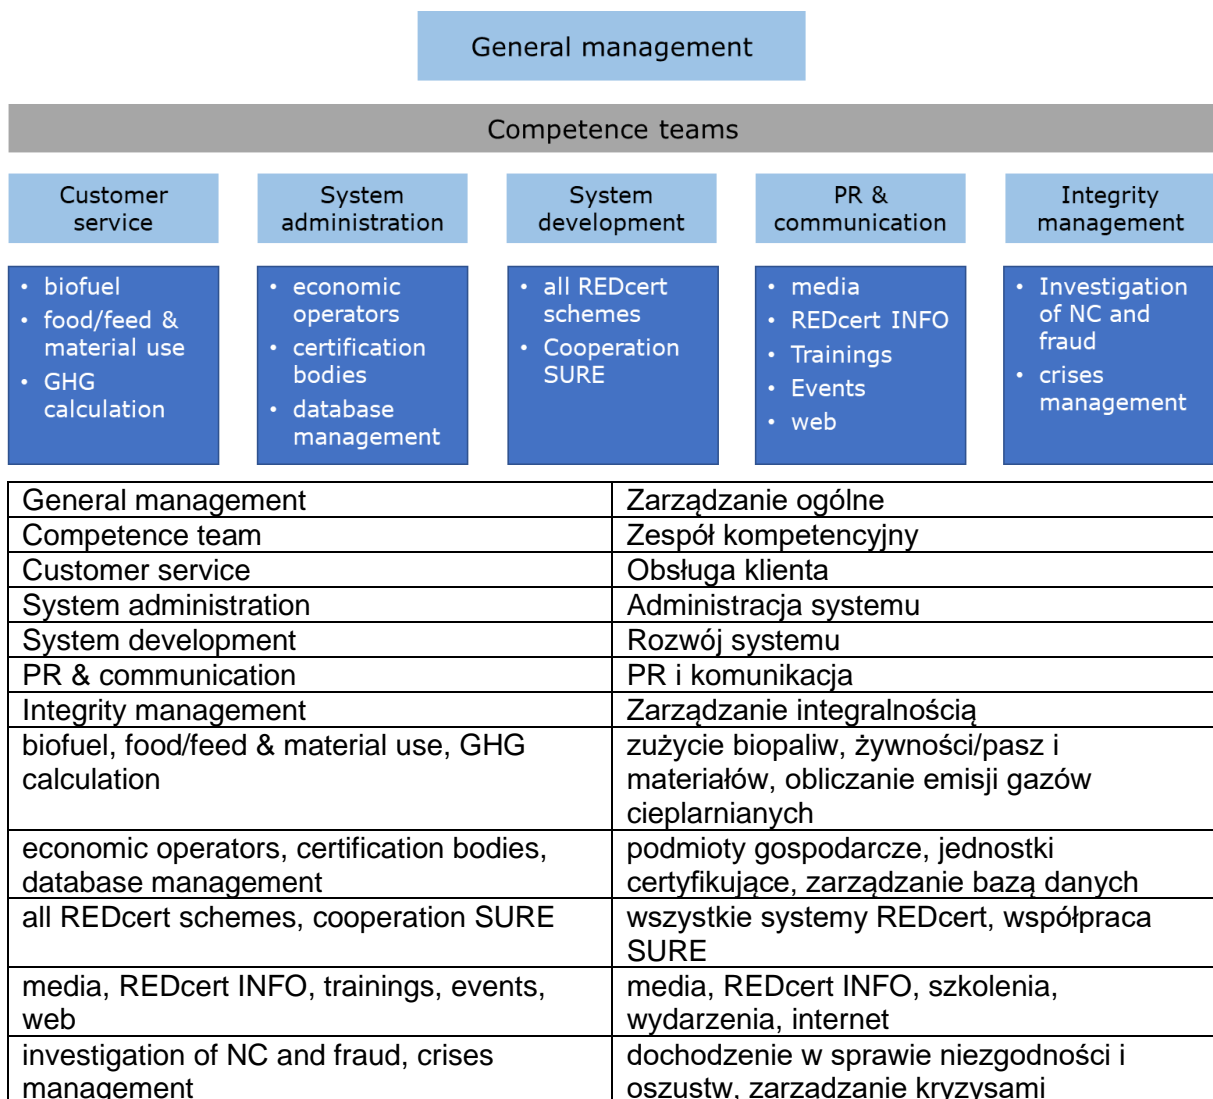 General management
Competence teams
Customer
service
System
administration
System
development
PR &
communication
Integrity
management
• biofuel
• food/feed &
material use
• GHG
calculation
• economic
operators
• certification
bodies
• database
management
• all REDcert
schemes
• Cooperation
SURE
• media
• REDcert INFO
• Trainings
• Events
• web
• Investigation
of NC and
fraud
• crises
management
General management
Zarządzanie ogólne
Competence team
Zespół kompetencyjny
Customer service
Obsługa klienta
System administration
Administracja systemu
System development
Rozwój systemu
PR & communication
PR i komunikacja
Integrity management
Zarządzanie integralnością
biofuel, food/feed & material use, GHG
calculation
zużycie biopaliw, żywności/pasz i
materiałów, obliczanie emisji gazów
cieplarnianych
economic operators, certification bodies,
database management
podmioty gospodarcze, jednostki
certyfikujące, zarządzanie bazą danych
all REDcert schemes, cooperation SURE
wszystkie systemy REDcert, współpraca
SURE
media, REDcert INFO, trainings, events,
web
media, REDcert INFO, szkolenia,
wydarzenia, internet
investigation of NC and fraud, crises
management
dochodzenie w sprawie niezgodności i
oszustw, zarządzanie kryzysami